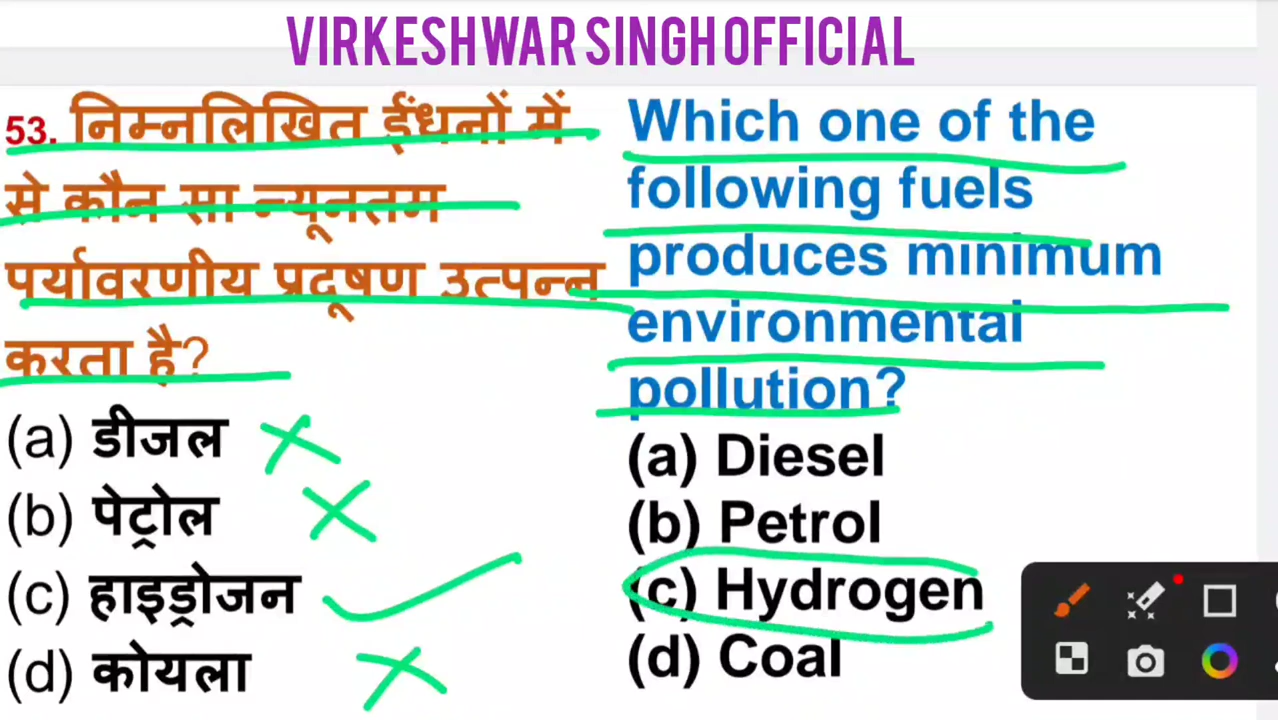 VIRKESHWAR SINGH OFFICIAL
53. निम्नलिखित ईंधनों में
से कौन सा न्यूनतम
पर्यावरणीय प्रदूषण उत्पन्न
करता है?
(a) डीजल
(b) पेट्रोल
(c) हाइड्रोजन
(d) कोयला
Which one of the
following fuels
produces minimum
environmental
pollution?
(a) Diesel
(b) Petrol
(c) Hydrogen
(d) Coal